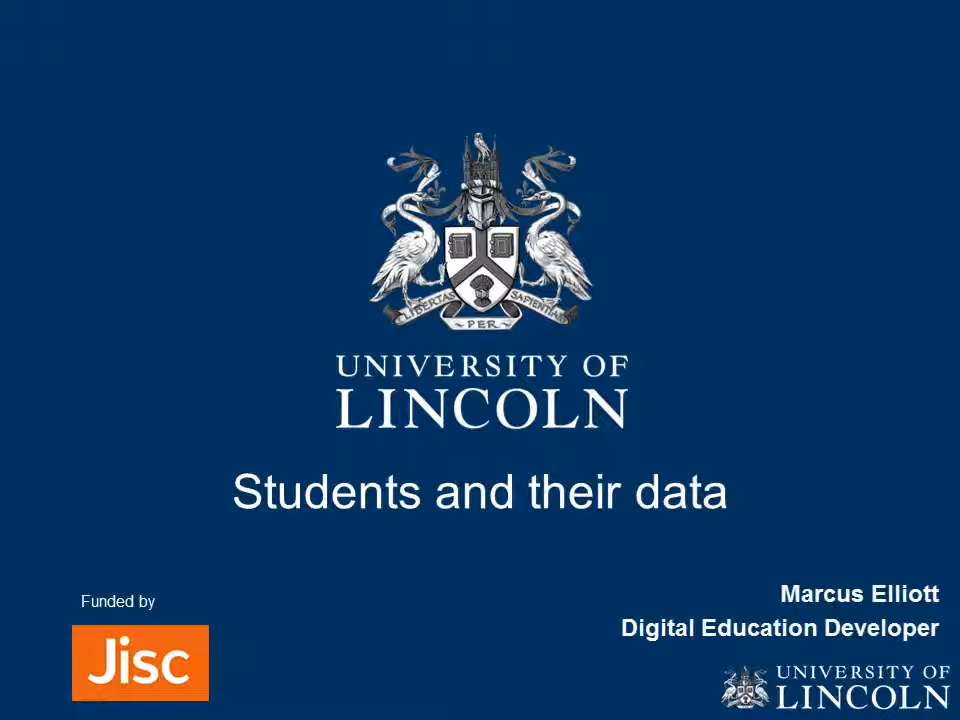 LIBERTAS PER SAPIENTIAM
UNIVERSITY OF
LINCOLN
Students and their data
Funded by
Jisc
Marcus Elliott
Digital Education Developer
UNIVERSITY OF
LINCOLN